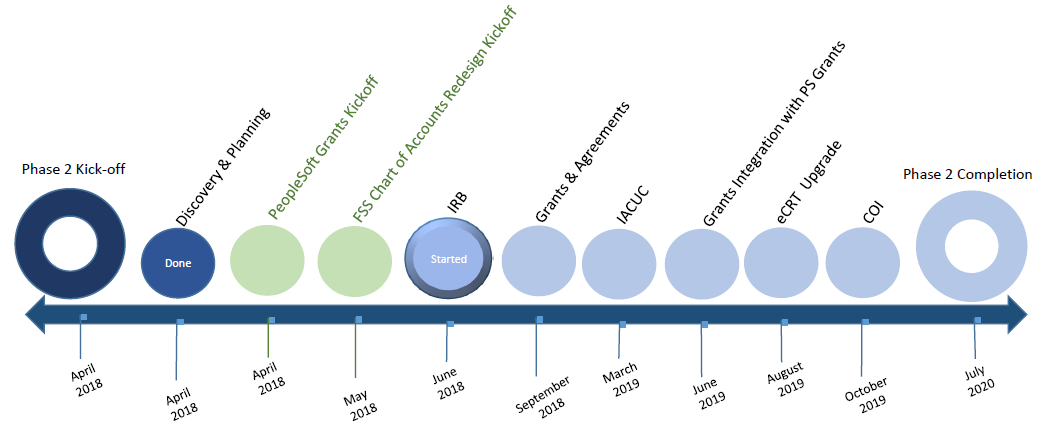 Phase 2 Kick-off
Discovery & Planning
PeopleSoft Grants Kickoff
FSS Chart of Accounts Redesign Kickoff
IRB
Grants & Agreements
IACUC
Grants Integration with PS Grants
eCRT Upgrade
COI
Phase 2 Completion
Done
Started
April
2018
April
2018
April
2018
May
2018
June
2018
September
2018
March
2019
June
2019
August
2019
October
2019
July
2020